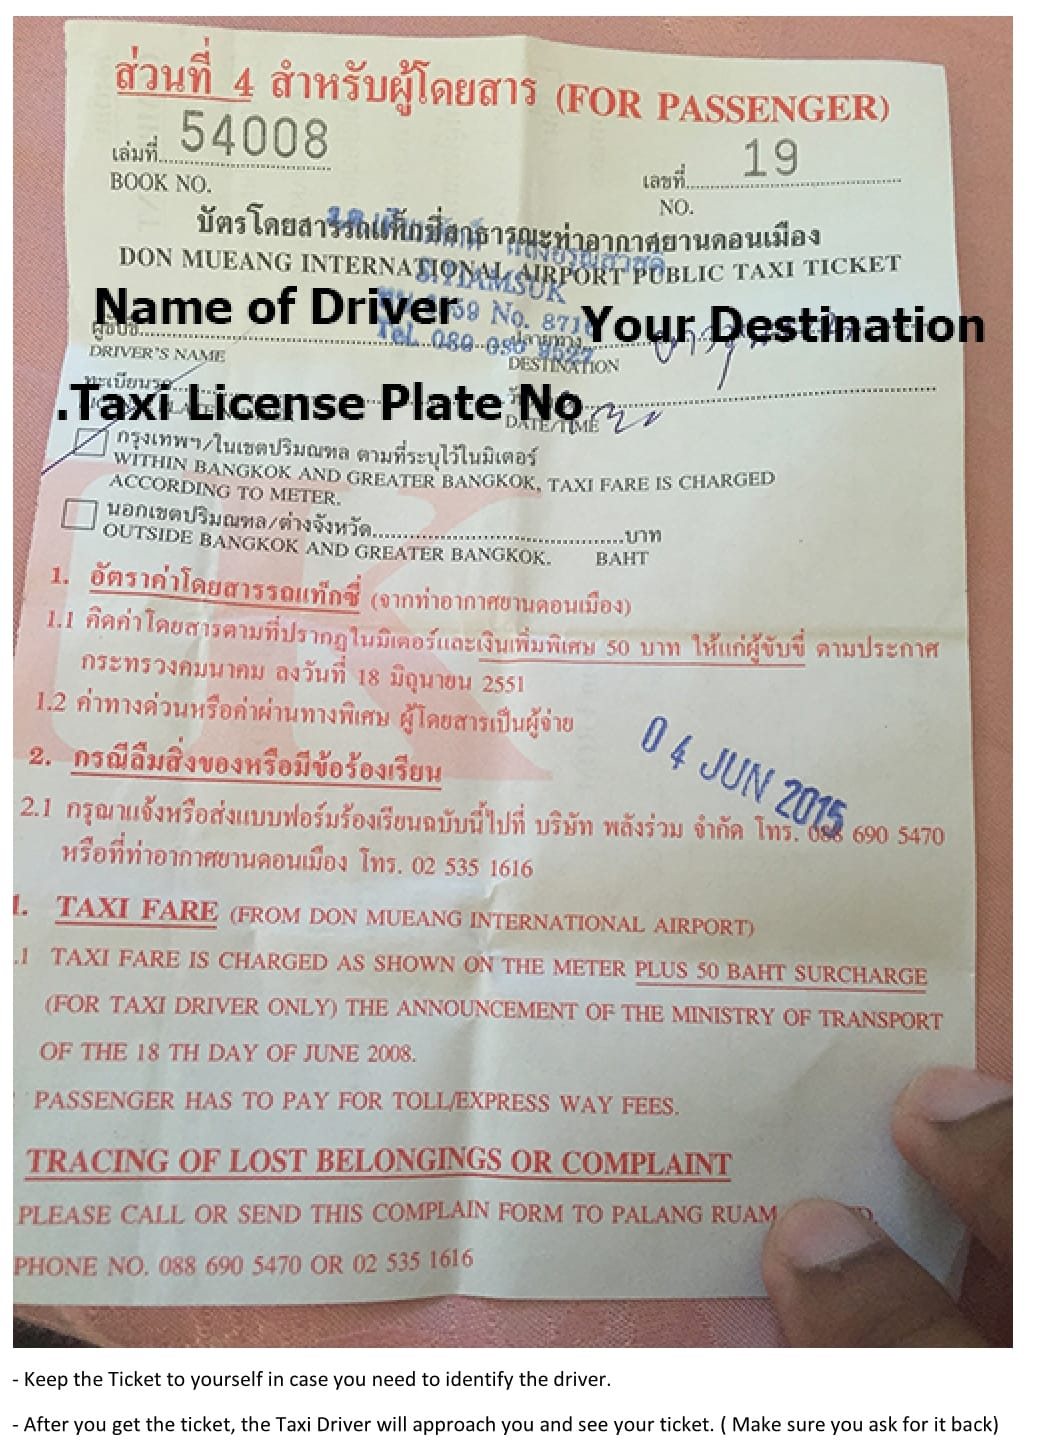 ส่วนที่ 4 สำหรับผู้โดยสาร (FOR PASSENGER)
เล่มที่ 54008
BOOK NO.
เลขที่ 19
NO.
บัตรโดยสารรถแท็กซี่สาธารณะท่าอากาศยานดอนเมือง
DON MUEANG INTERNATIONAL AIRPORT PUBLIC TAXI TICKET
S.PIAMSUK
59 No. 871
Tel. 089
Name of Driver
Your Destination
ผู้ขับขี่
ปลายทาง
DRIVER'S NAME
DESTINATION
ทะเบียนรถ
.Taxi License Plate No
DATE/TIME
กรุงเทพฯ/ในเขตปริมณฑล ตามที่ระบุไว้ในมิเตอร์
WITHIN BANGKOK AND GREATER BANGKOK, TAXI FARE IS CHARGED
ACCORDING TO METER.
นอกเขตปริมณฑล/ต่างจังหวัด...บาท
OUTSIDE BANGKOK AND GREATER BANGKOK. BAHT
1. อัตราค่าโดยสารรถแท็กซี่ (จากท่าอากาศยานดอนเมือง)
1.1 คิดค่าโดยสารตามที่ปรากฏในมิเตอร์และเงินเพิ่มพิเศษ 50 บาท ให้แก่ผู้ขับขี่ ตามประกาศ
กระทรวงคมนาคม ลงวันที่ 18 มิถุนายน 2551
1.2 ค่าทางด่วนหรือค่าผ่านทางพิเศษ ผู้โดยสารเป็นผู้จ่าย
04 JUN 2015
2. กรณีลืมสิ่งของหรือมีข้อร้องเรียน
2.1 กรุณาแจ้งหรือส่งแบบฟอร์มร้องเรียนฉบับนี้ไปที่ บริษัท พลังร่วม จำกัด โทร. 088 690 5470
หรือที่ท่าอากาศยานดอนเมือง โทร. 02 535 1616
1. TAXI FARE (FROM DON MUEANG INTERNATIONAL AIRPORT)
.1 TAXI FARE IS CHARGED AS SHOWN ON THE METER PLUS 50 BAHT SURCHARGE
(FOR TAXI DRIVER ONLY) THE ANNOUNCEMENT OF THE MINISTRY OF TRANSPORT
OF THE 18 TH DAY OF JUNE 2008.
PASSENGER HAS TO PAY FOR TOLL/EXPRESS WAY FEES.
TRACING OF LOST BELONGINGS OR COMPLAINT
PLEASE CALL OR SEND THIS COMPLAIN FORM TO PALANG RUAM
PHONE NO. 088 690 5470 OR 02 535 1616
- Keep the Ticket to yourself in case you need to identify the driver.
- After you get the ticket, the Taxi Driver will approach you and see your ticket. ( Make sure you ask for it back)